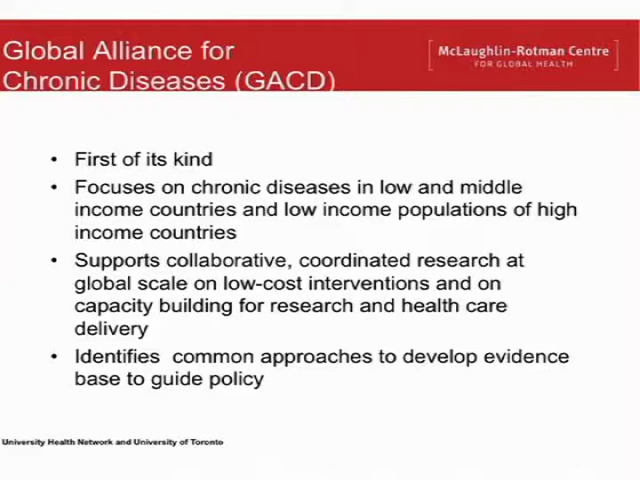 Global Alliance for
Chronic Diseases (GACD)
McLaughlin-Rotman Centre
FOR GLOBAL HEALTH
• First of its kind
• Focuses on chronic diseases in low and middle
income countries and low income populations of high
income countries
• Supports collaborative, coordinated research at
global scale on low-cost interventions and on
capacity building for research and health care
delivery
• Identifies common approaches to develop evidence
base to guide policy
University Health Network and University of Toronto